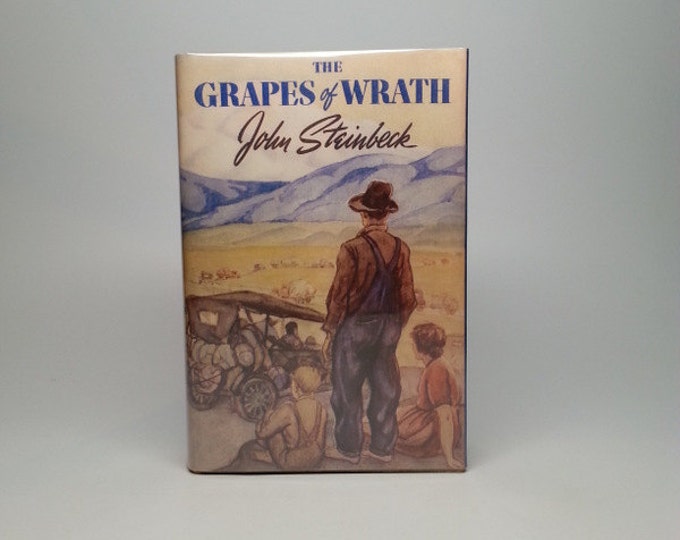 THE
GRAPES of WRATH
John Steinbeck